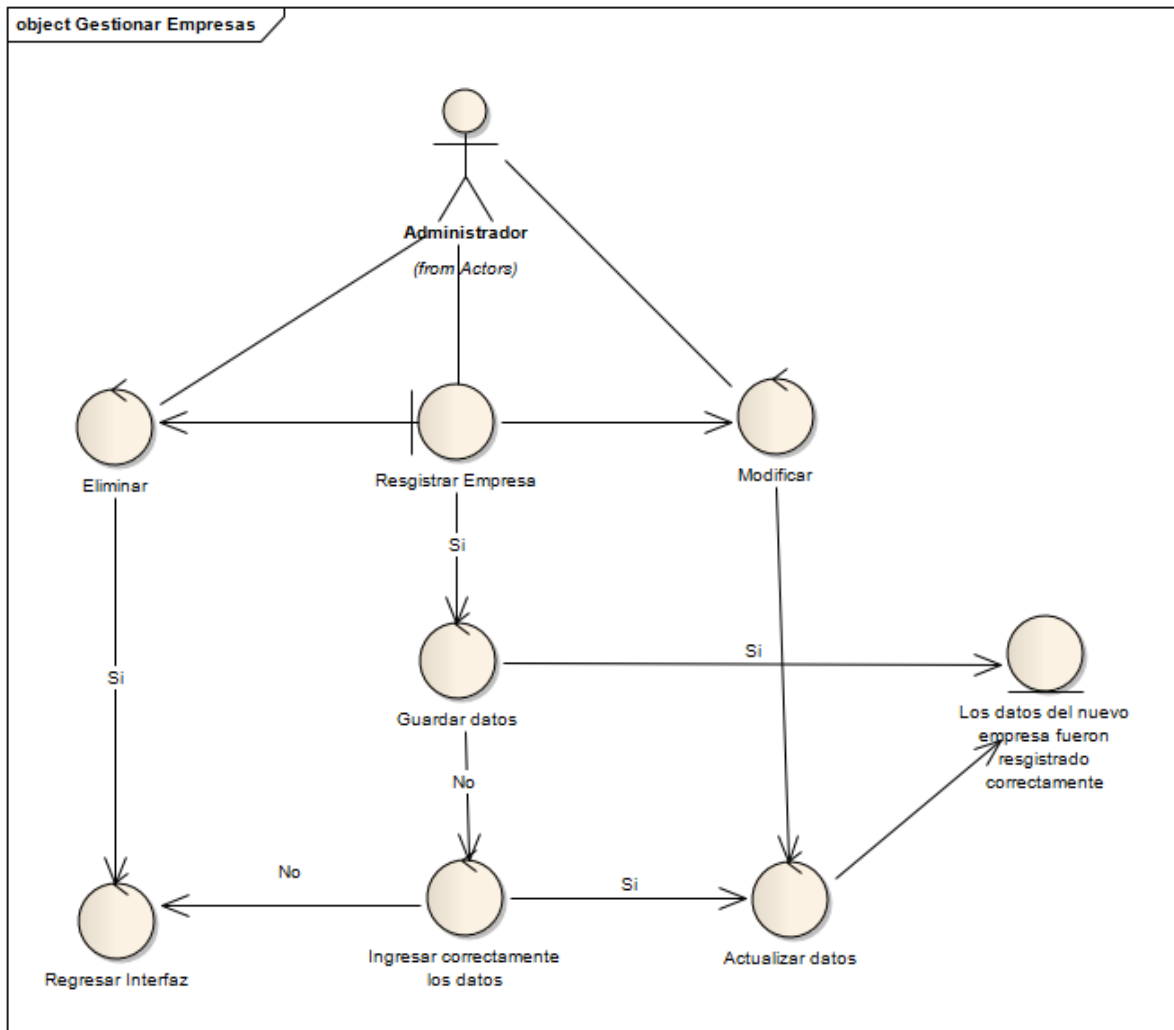 object Gestionar Empresas
Administrador
(from Actors)
Eliminar
Resgistrar Empresa
Modificar
Si
Si
Si
Guardar datos
Los datos del nuevo
empresa fueron
resgistrado
correctamente
No
No
Si
Regresar Interfaz
Ingresar correctamente
los datos
Actualizar datos